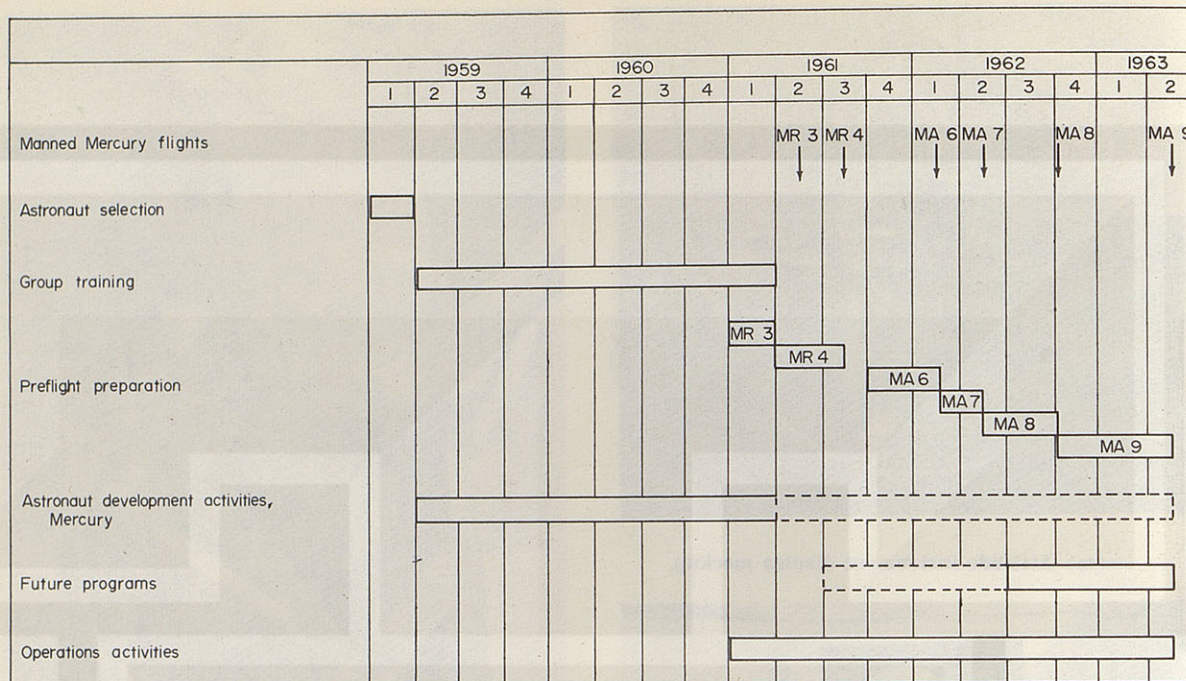 1959 1960 1961 1962 1963
1 2 3 4 1 2 3 4 1 2 3 4 1 2 3 4 1 2
Manned Mercury flights MR 3 MR 4 MA 6 MA 7 MA 8 MA 9
Astronaut selection
Group training
MR 3
MR 4
Preflight preparation
MA 6
MA 7
MA 8
MA 9
Astronaut development activities,
Mercury
Future programs
Operations activities